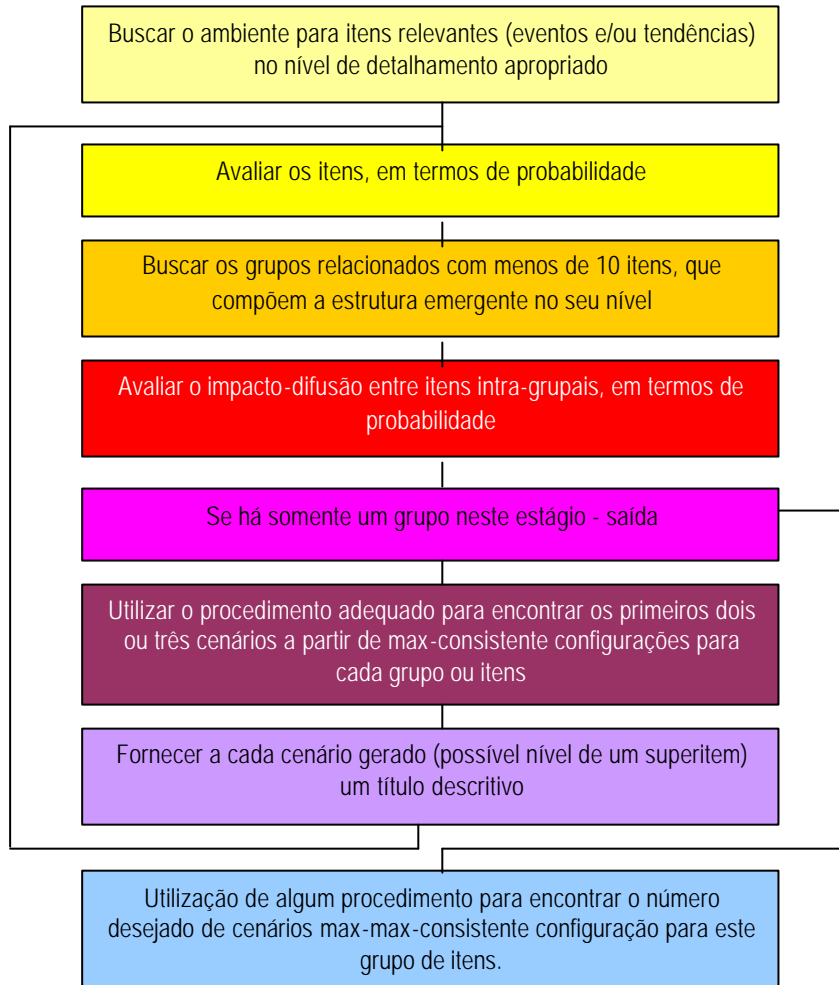 Buscar o ambiente para itens relevantes (eventos e/ou tendências)
no nível de detalhamento apropriado
Avaliar os itens, em termos de probabilidade
Buscar os grupos relacionados com menos de 10 itens, que
compõem a estrutura emergente no seu nível
Avaliar o impacto-difusão entre itens intra-grupais, em termos de
probabilidade
Se há somente um grupo neste estágio - saída
Utilizar o procedimento adequado para encontrar os primeiros dois
ou três cenários a partir de max-consistente configurações para
cada grupo ou itens
Fornecer a cada cenário gerado (possível nível de um superitem)
um título descritivo
Utilização de algum procedimento para encontrar o número
desejado de cenários max-max-consistente configuração para este
grupo de itens.